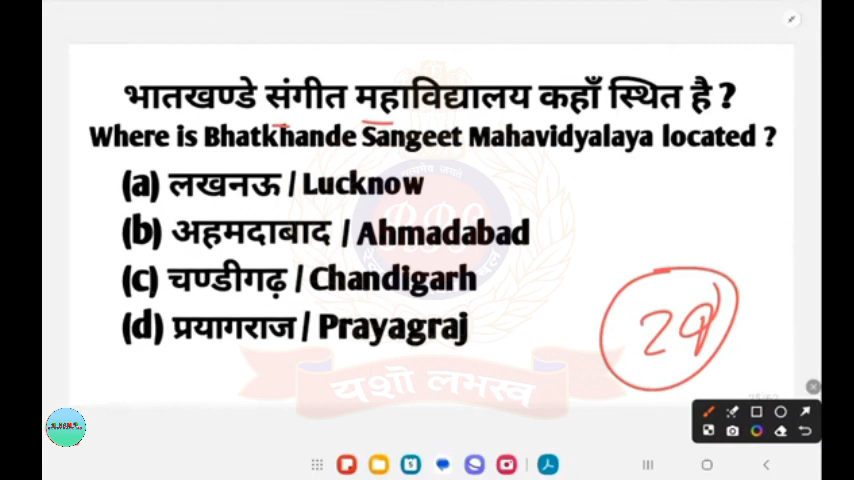 भातखण्डे संगीत महाविद्यालय कहाँ स्थित है ?
Where is Bhatkhande Sangeet Mahavidyalaya located ?
(a) लखनऊ / Lucknow
(b) अहमदाबाद / Ahmadabad
(c) चण्डीगढ़ / Chandigarh
(d) प्रयागराज / Prayagraj
यशो लभस्व